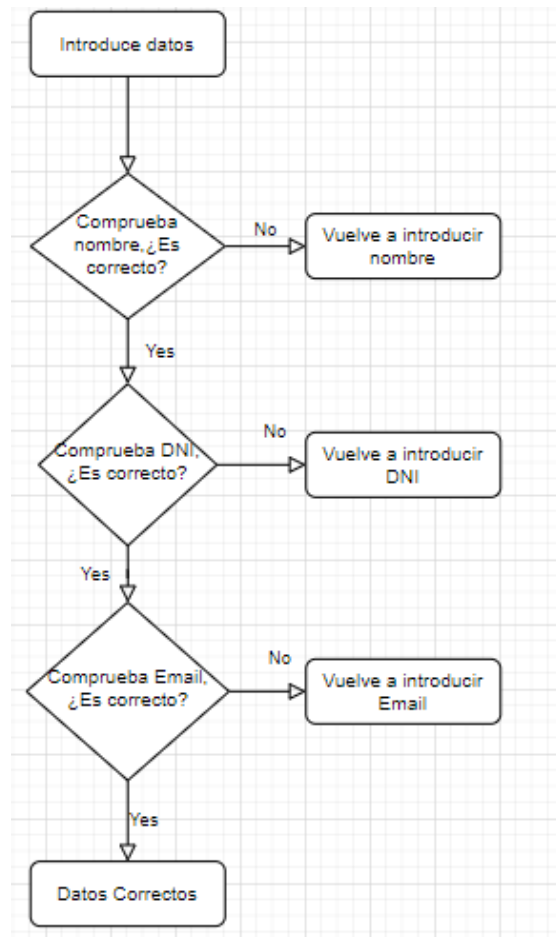 Introduce datos
Comprueba
nombre,¿Es
correcto?
No
Vuelve a introducir
nombre
Yes
Comprueba DNI,
¿Es correcto?
No
Vuelve a introducir
DNI
Yes
Comprueba Email,
¿Es correcto?
No
Vuelve a introducir
Email
Yes
Datos Correctos